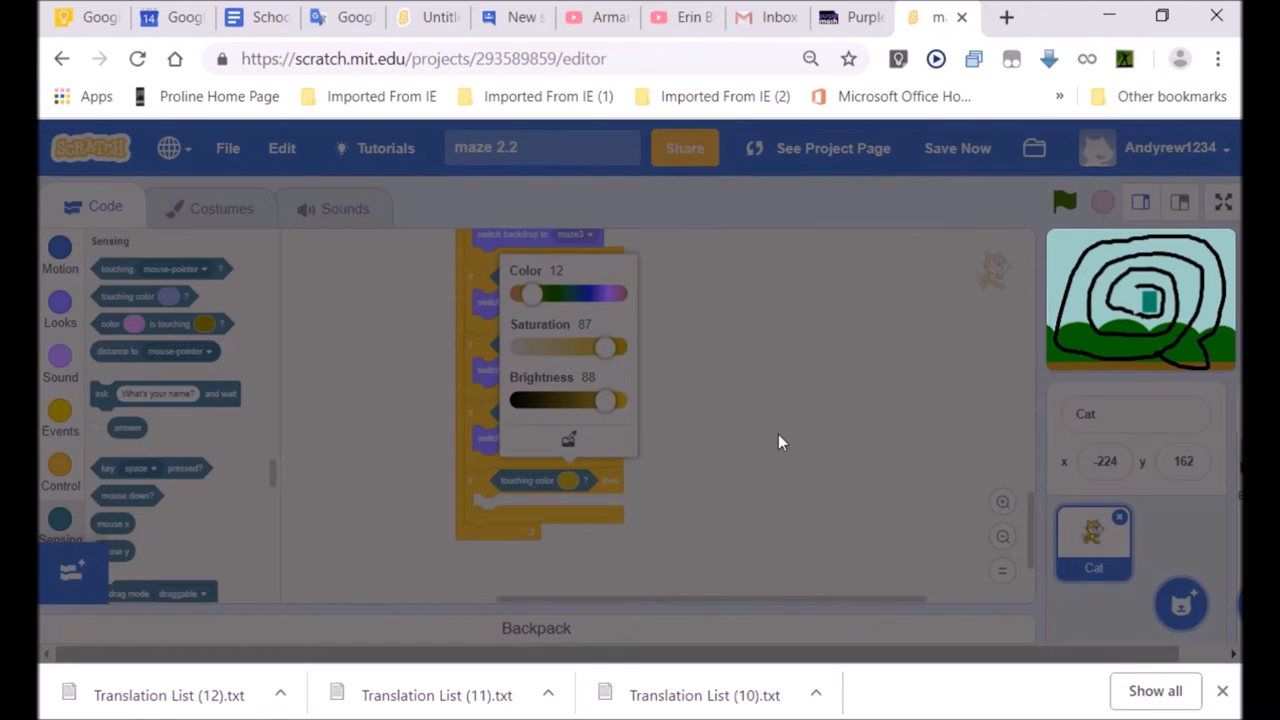 Goog
14 Goog
Schoo
Googl
Untitl
New s
Armar
Erin B
Inbox
Purple
ma
https://scratch.mit.edu/projects/293589859/editor
Apps
Proline Home Page
Imported From IE
Imported From IE (1)
Imported From IE (2)
Microsoft Office Ho...
»
Other bookmarks
SCRATCH
File
Edit
Tutorials
maze 2.2
Share
See Project Page
Save Now
Andyrew1234
Code
Costumes
Sounds
Motion
Looks
Sound
Events
Control
Sensing
Sensing
touching mouse-pointer ?
touching color ?
color is touching ?
distance to mouse-pointer
ask What's your name? and wait
answer
key space pressed?
mouse down?
mouse x
drag mode draggable
switch backdrop to maze3
Color 12
Saturation 87
Brightness 88
touching color ? then
Cat
x -224 y 162
Cat
Backpack
Translation List (12).txt
Translation List (11).txt
Translation List (10).txt
Show all